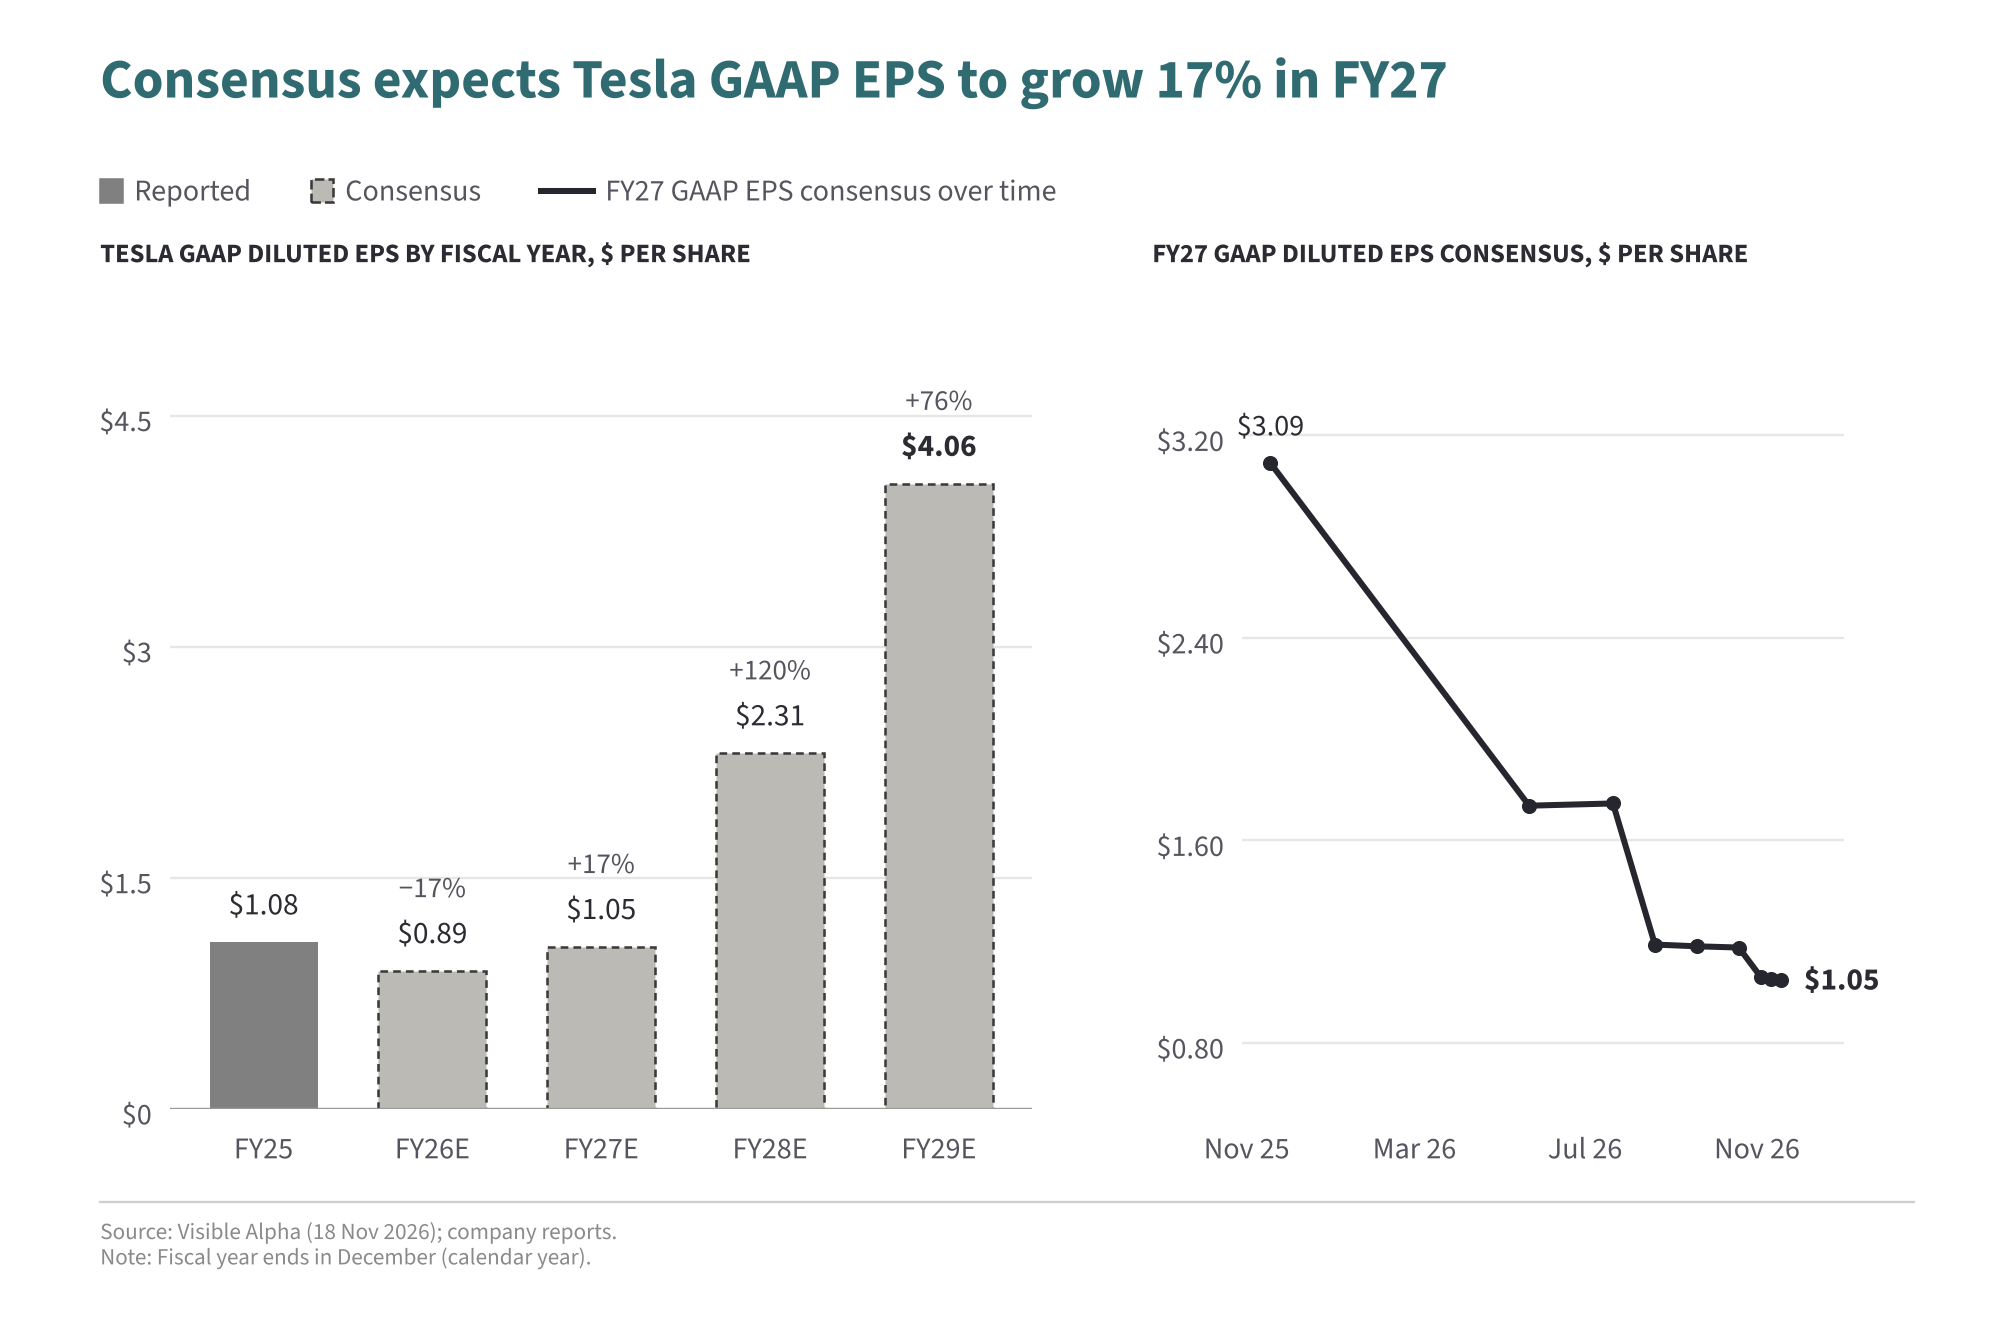 Consensus expects Tesla GAAP EPS to grow 17% in FY27
Reported
Consensus
FY27 GAAP EPS consensus over time
TESLA GAAP DILUTED EPS BY FISCAL YEAR, $ PER SHARE
$4.5
$3
$1.5
$0
$1.08
−17%
$0.89
+17%
$1.05
+120%
$2.31
+76%
$4.06
FY25
FY26E
FY27E
FY28E
FY29E
FY27 GAAP DILUTED EPS CONSENSUS, $ PER SHARE
$3.20
$2.40
$1.60
$0.80
$3.09
$1.05
Nov 25
Mar 26
Jul 26
Nov 26
Source: Visible Alpha (18 Nov 2026); company reports.
Note: Fiscal year ends in December (calendar year).